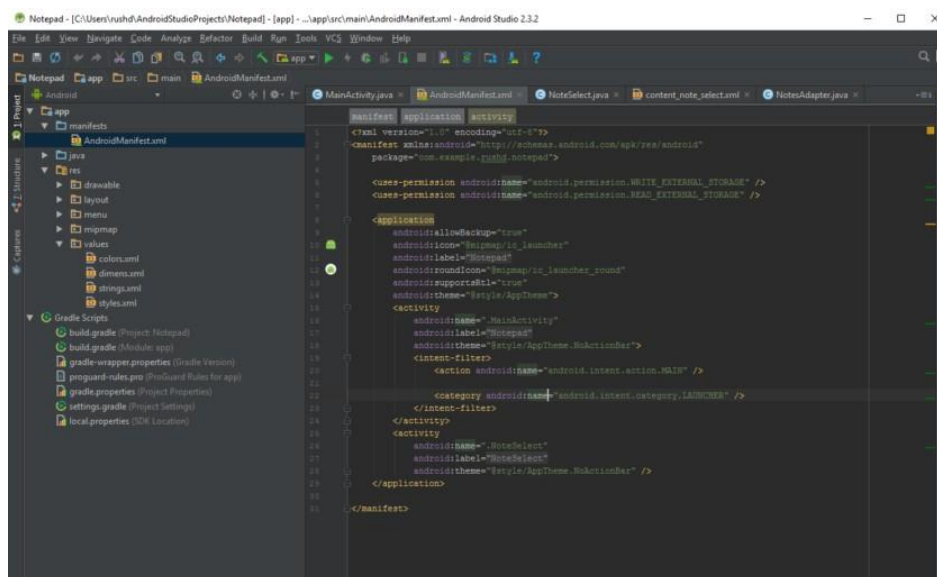 Notepad - [C:\Users\rushd\AndroidStudioProjects\Notepad] - [app] - ...\app\src\main\AndroidManifest.xml - Android Studio 2.3.2
File Edit View Navigate Code Analyze Refactor Build Run Tools VCS Window Help
app
Notepad app src main AndroidManifest.xml
Android
MainActivity.java AndroidManifest.xml NoteSelect.java content_note_select.xml NotesAdapter.java
1: Project
Z: Structure
Captures
app
manifests
AndroidManifest.xml
java
res
drawable
layout
menu
mipmap
values
colors.xml
dimens.xml
strings.xml
styles.xml
Gradle Scripts
build.gradle (Project: Notepad)
build.gradle (Module: app)
gradle-wrapper.properties (Gradle Version)
proguard-rules.pro (ProGuard Rules for app)
gradle.properties (Project Properties)
settings.gradle (Project Settings)
local.properties (SDK Location)
manifest application activity
<?xml version="1.0" encoding="utf-8"?>
<manifest xmlns:android="http://schemas.android.com/apk/res/android"
package="com.example.rushd.notepad">
<uses-permission android:name="android.permission.WRITE_EXTERNAL_STORAGE" />
<uses-permission android:name="android.permission.READ_EXTERNAL_STORAGE" />
<application
android:allowBackup="true"
android:icon="@mipmap/ic_launcher"
android:label="Notepad"
android:roundIcon="@mipmap/ic_launcher_round"
android:supportsRtl="true"
android:theme="@style/AppTheme">
<activity
android:name=".MainActivity"
android:label="Notepad"
android:theme="@style/AppTheme.NoActionBar">
<intent-filter>
<action android:name="android.intent.action.MAIN" />
<category android:name="android.intent.category.LAUNCHER" />
</intent-filter>
</activity>
<activity
android:name=".NoteSelect"
android:label="NoteSelect"
android:theme="@style/AppTheme.NoActionBar" />
</application>
</manifest>